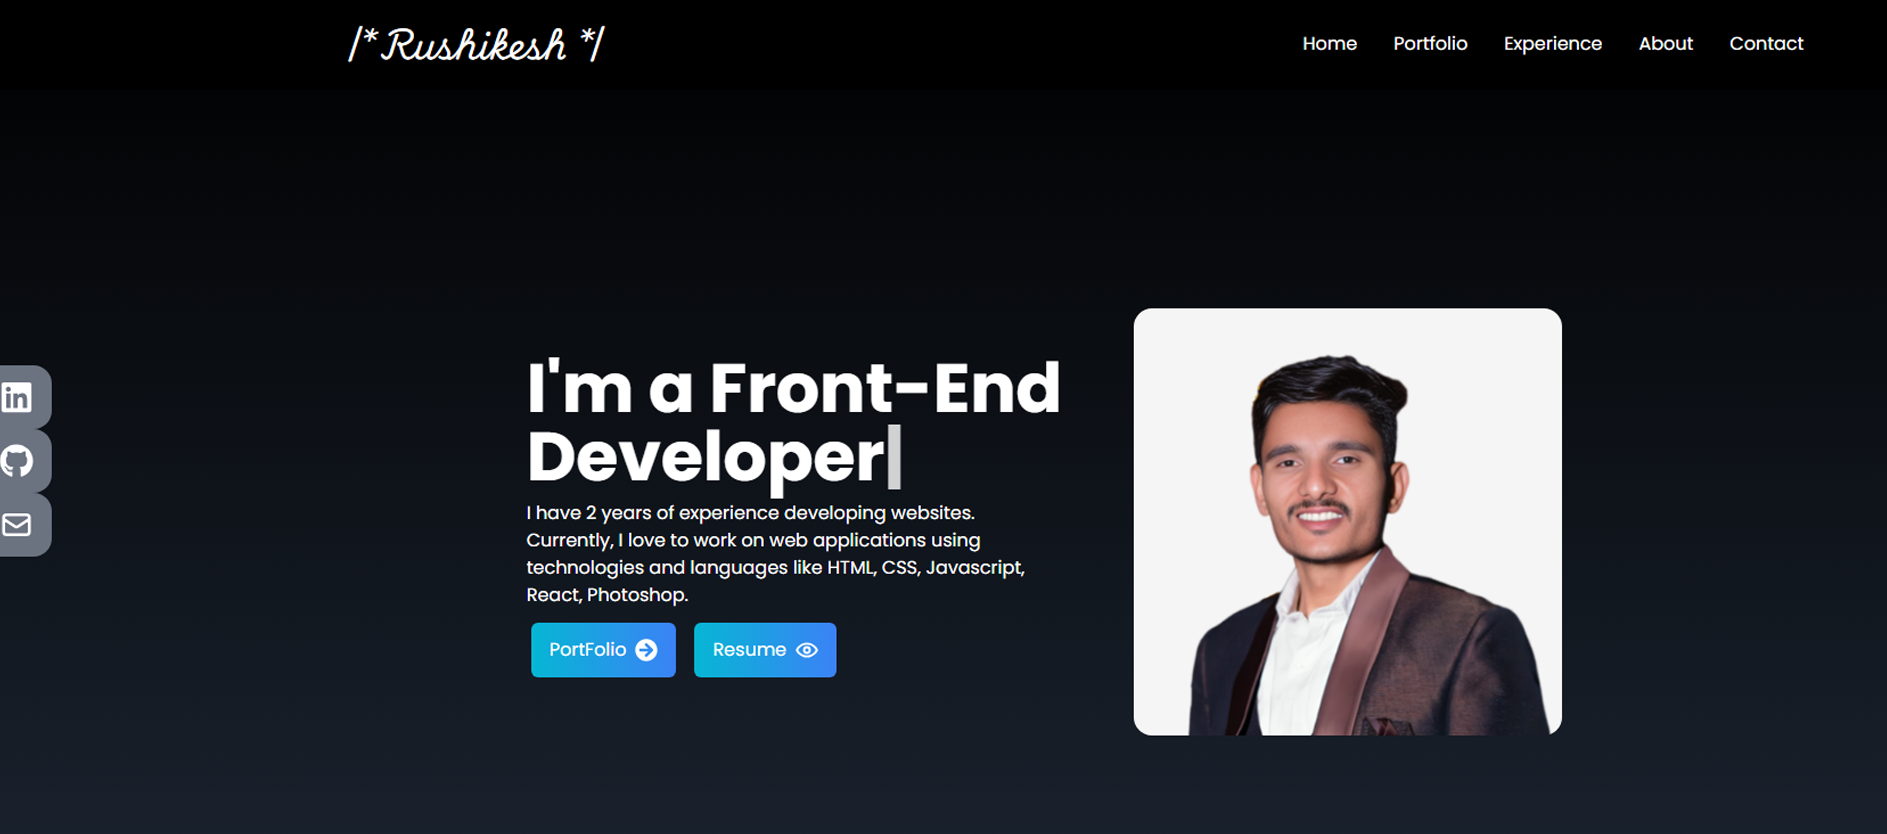 /* Rushikesh */
Home Portfolio Experience About Contact
I'm a Front-End
Developer
I have 2 years of experience developing websites.
Currently, I love to work on web applications using
technologies and languages like HTML, CSS, Javascript,
React, Photoshop.
PortFolio
Resume
in